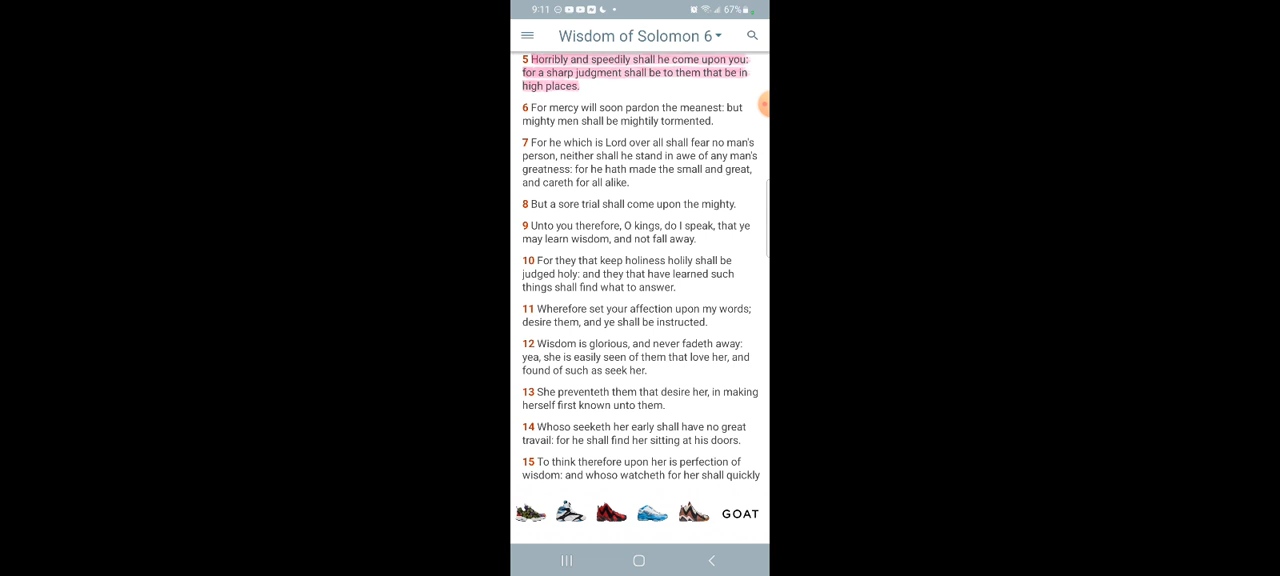 9:11
67%
Wisdom of Solomon 6
5 Horribly and speedily shall he come upon you:
for a sharp judgment shall be to them that be in
high places.
6 For mercy will soon pardon the meanest: but
mighty men shall be mightily tormented.
7 For he which is Lord over all shall fear no man's
person, neither shall he stand in awe of any man's
greatness: for he hath made the small and great,
and careth for all alike.
8 But a sore trial shall come upon the mighty.
9 Unto you therefore, O kings, do I speak, that ye
may learn wisdom, and not fall away.
10 For they that keep holiness holily shall be
judged holy: and they that have learned such
things shall find what to answer.
11 Wherefore set your affection upon my words;
desire them, and ye shall be instructed.
12 Wisdom is glorious, and never fadeth away:
yea, she is easily seen of them that love her, and
found of such as seek her.
13 She preventeth them that desire her, in making
herself first known unto them.
14 Whoso seeketh her early shall have no great
travail: for he shall find her sitting at his doors.
15 To think therefore upon her is perfection of
wisdom: and whoso watcheth for her shall quickly
GOAT